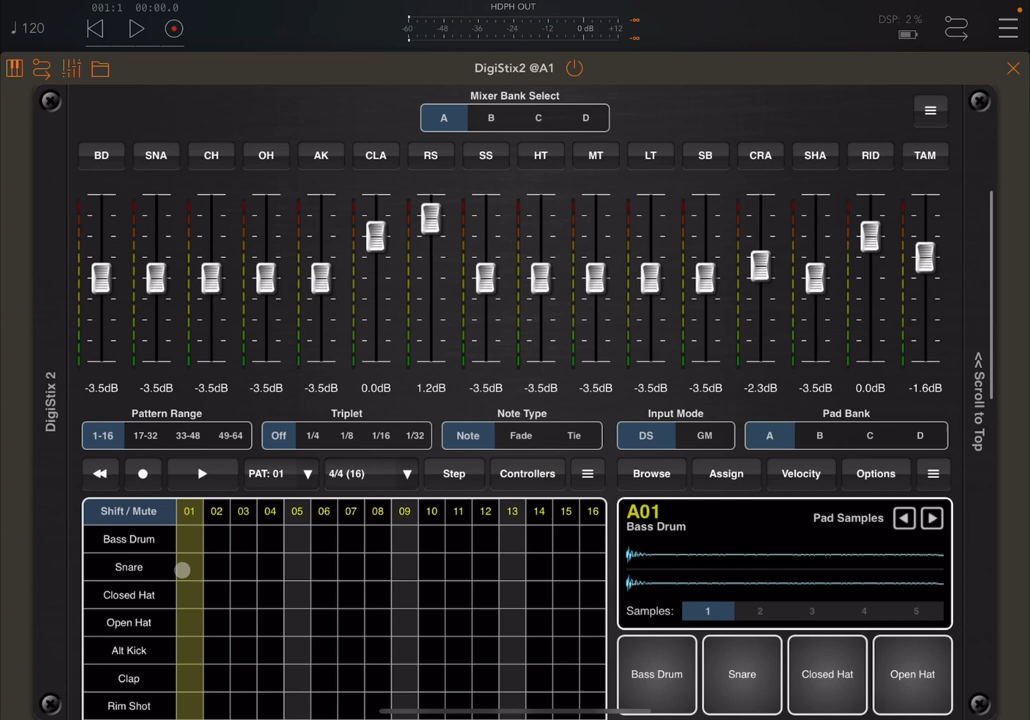 001:1 00:00.0
HDPH OUT
♩ 120
-60 -48 -36 -24 -12 0 dB +12
-∞
-∞
DSP: 2 %
DigiStix2 @A1
Mixer Bank Select
A B C D
BD SNA CH OH AK CLA RS SS HT MT LT SB CRA SHA RID TAM
-3.5dB -3.5dB -3.5dB -3.5dB -3.5dB 0.0dB 1.2dB -3.5dB -3.5dB -3.5dB -3.5dB -3.5dB -2.3dB -3.5dB 0.0dB -1.6dB
DigiStix 2
<< Scroll to Top
Pattern Range Triplet Note Type Input Mode Pad Bank
1-16 17-32 33-48 49-64 Off 1/4 1/8 1/16 1/32 Note Fade Tie DS GM A B C D
PAT: 01 ▼ 4/4 (16) ▼ Step Controllers Browse Assign Velocity Options
Shift / Mute 01 02 03 04 05 06 07 08 09 10 11 12 13 14 15 16
Bass Drum
Snare
Closed Hat
Open Hat
Alt Kick
Clap
Rim Shot
A01
Bass Drum
Pad Samples
Samples: 1 2 3 4 5
Bass Drum Snare Closed Hat Open Hat